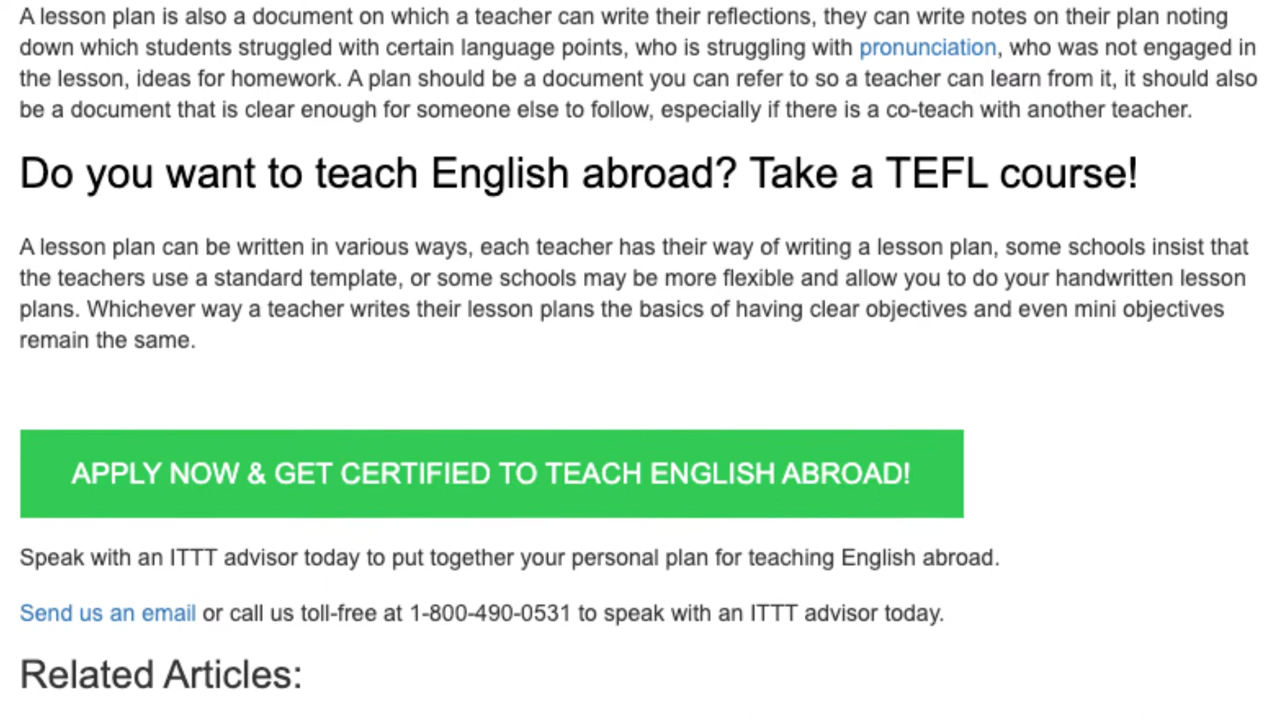 A lesson plan is also a document on which a teacher can write their reflections, they can write notes on their plan noting
down which students struggled with certain language points, who is struggling with pronunciation, who was not engaged in
the lesson, ideas for homework. A plan should be a document you can refer to so a teacher can learn from it, it should also
be a document that is clear enough for someone else to follow, especially if there is a co-teach with another teacher.
Do you want to teach English abroad? Take a TEFL course!
A lesson plan can be written in various ways, each teacher has their way of writing a lesson plan, some schools insist that
the teachers use a standard template, or some schools may be more flexible and allow you to do your handwritten lesson
plans. Whichever way a teacher writes their lesson plans the basics of having clear objectives and even mini objectives
remain the same.
APPLY NOW & GET CERTIFIED TO TEACH ENGLISH ABROAD!
Speak with an ITTT advisor today to put together your personal plan for teaching English abroad.
Send us an email or call us toll-free at 1-800-490-0531 to speak with an ITTT advisor today.
Related Articles: